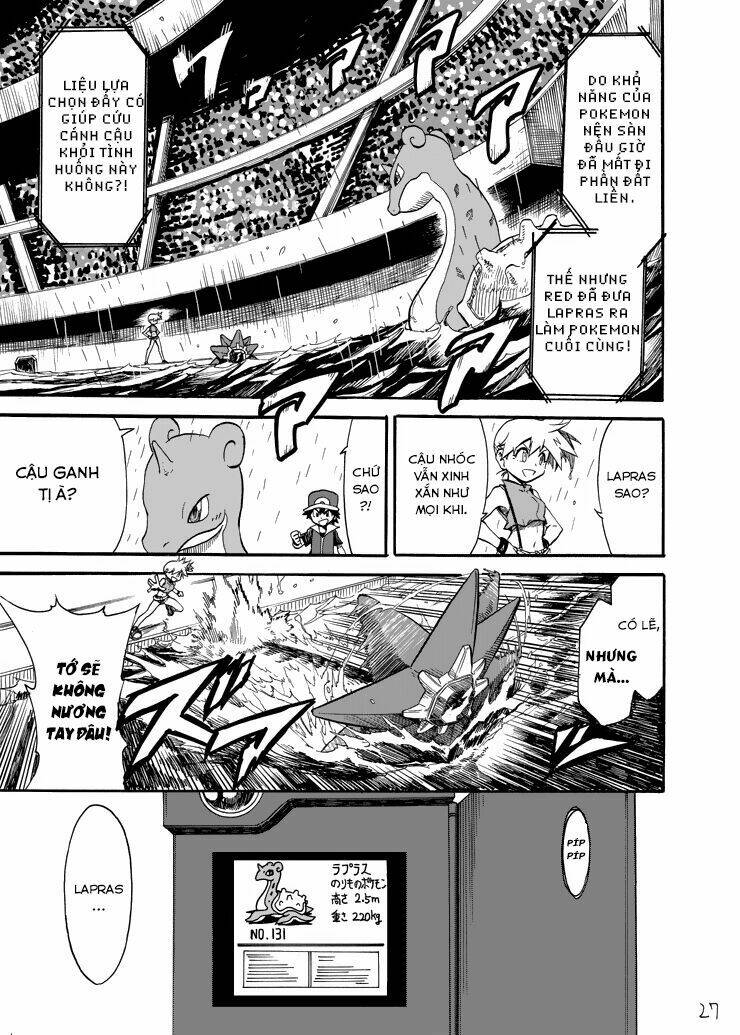 DO KHẢ
NĂNG CỦA
POKEMON
NỀN SÀN
ĐẤU GIỜ
ĐÃ MẤT ĐI
PHẦN ĐẤT
LIỀN.
THẾ NHƯNG
RED ĐÃ ĐƯA
LAPRAS RA
LÀM POKEMON
CUỐI CÙNG!
LIỆU LỰA
CHỌN ĐẤY CÓ
GIÚP CỨU
CÁNH CẬU
KHỎI TÌNH
HUỐNG NÀY
KHÔNG?!
LAPRAS
SAO?
CẬU NHÓC
VẪN XINH
XẮN NHƯ
MỌI KHI.
CHỨ
SAO
?!
CẬU GANH
TỊ À?
CÓ LẼ,
NHƯNG
MÀ...
TỚ SẼ
KHÔNG
NƯƠNG
TAY ĐÂU!
ズズ
PÍP
PÍP
LAPRAS
...
ラプラス
のりものポケモン
高さ 2.5m
重さ 220kg
NO.131
27